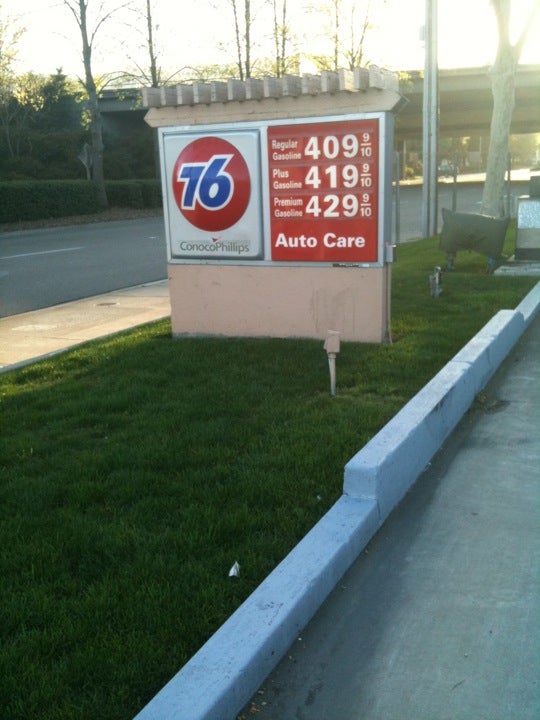 76
ConocoPhillips
Regular Gasoline 409 9/10
Plus Gasoline 419 9/10
Premium Gasoline 429 9/10
Auto Care